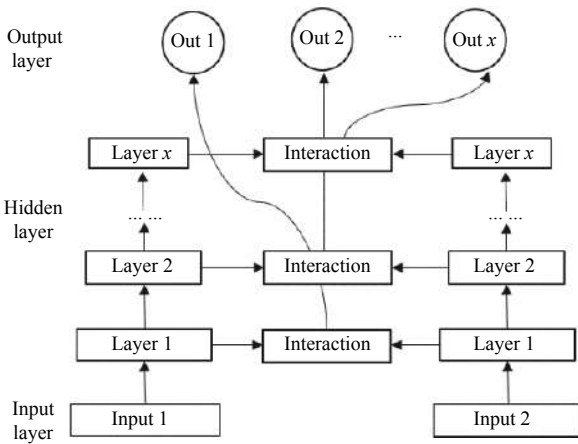 Output
layer
Out 1
Out 2
...
Out x
Layer x
Interaction
Layer x
Hidden
layer
... ...
... ...
Layer 2
Interaction
Layer 2
Layer 1
Interaction
Layer 1
Input
layer
Input 1
Input 2